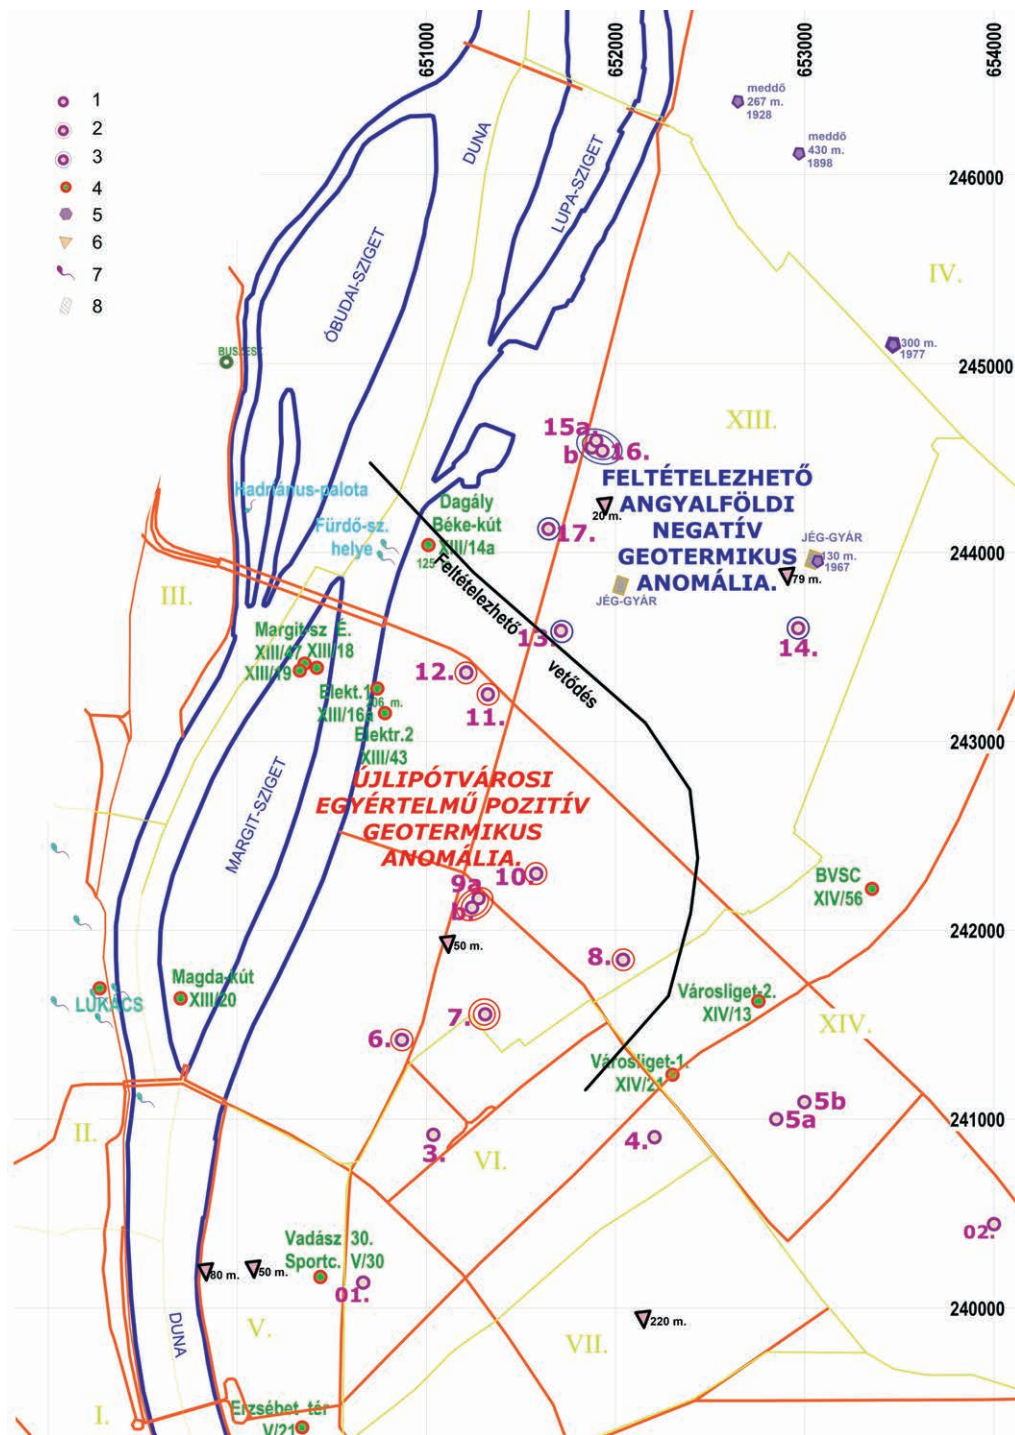 651000
652000
653000
654000
1
2
3
4
5
6
7
8
DUNA
LUPA-SZIGET
ÓBUDAI-SZIGET
meddő
267 m.
1928
meddő
430 m.
1898
246000
IV.
300 m.
1977
245000
XIII.
15a.
b
16.
FELTÉTELEZHETŐ
ANGYALFÖLDI
NEGATÍV
GEOTERMIKUS
ANOMÁLIA.
20 m.
Hadriánus-palota
Fürdő-sz.
helye
Dagály
Béke-kút
XIII/14a
125
17.
JÉG-GYÁR
130 m.
1967
79 m.
JÉG-GYÁR
244000
Feltételezhető
vetődés
III.
13.
14.
Margit-sz É.
XIII/47 XIII/18
XIII/19
12.
11.
Elekt.1
206 m.
XIII/16a
Elektr.2
XIII/43
243000
MARGIT-SZIGET
ÚJLIPÓTVÁROSI
EGYÉRTELMŰ POZITÍV
GEOTERMIKUS
ANOMÁLIA.
10.
9a
b.
BVSC
XIV/56
242000
50 m.
8.
Magda-kút
XIII/20
LUKÁCS
Városliget-2.
XIV/13
XIV.
7.
6.
Városliget-1.
XIV/21
5b
5a
241000
II.
3.
VI.
4.
02.
Vadász 30.
Sportc. V/30
80 m.
50 m.
01.
240000
DUNA
V.
220 m.
VII.
I.
Erzsébet tér
V/21